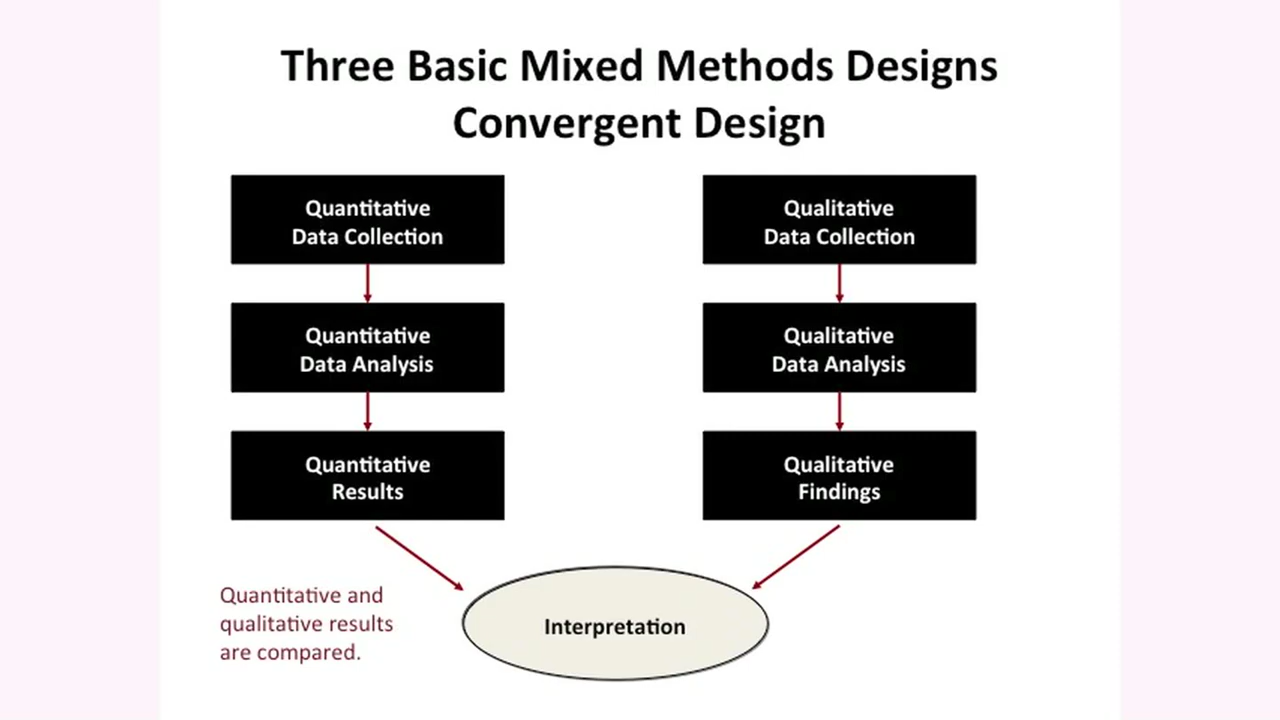 Three Basic Mixed Methods Designs
Convergent Design
Quantitative
Data Collection
Qualitative
Data Collection
Quantitative
Data Analysis
Qualitative
Data Analysis
Quantitative
Results
Qualitative
Findings
Quantitative and
qualitative results
are compared.
Interpretation